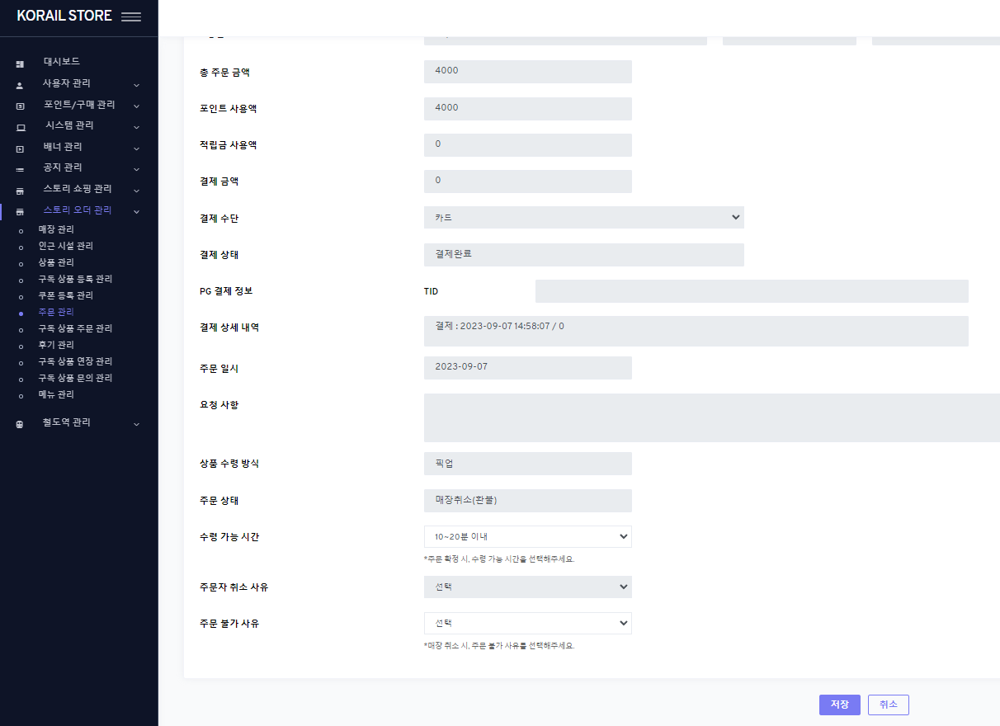 KORAIL STORE
대시보드
사용자 관리
포인트/구매 관리
시스템 관리
배너 관리
공지 관리
스토리 쇼핑 관리
스토리 오더 관리
매장 관리
인근 시설 관리
상품 관리
구독 상품 등록 관리
쿠폰 등록 관리
주문 관리
구독 상품 주문 관리
후기 관리
구독 상품 연장 관리
구독 상품 문의 관리
메뉴 관리
철도역 관리
총 주문 금액 4000
포인트 사용액 4000
적립금 사용액 0
결제 금액 0
결제 수단 카드
결제 상태 결제완료
PG 결제 정보 TID
결제 상세 내역 결제 : 2023-09-07 14:58:07 / 0
주문 일시 2023-09-07
요청 사항
상품 수령 방식 픽업
주문 상태 매장취소(환불)
수령 가능 시간 10~20분 이내
*주문 확정 시, 수령 가능 시간을 선택해주세요.
주문자 취소 사유 선택
주문 불가 사유 선택
*매장 취소 시, 주문 불가 사유를 선택해주세요.
저장 취소